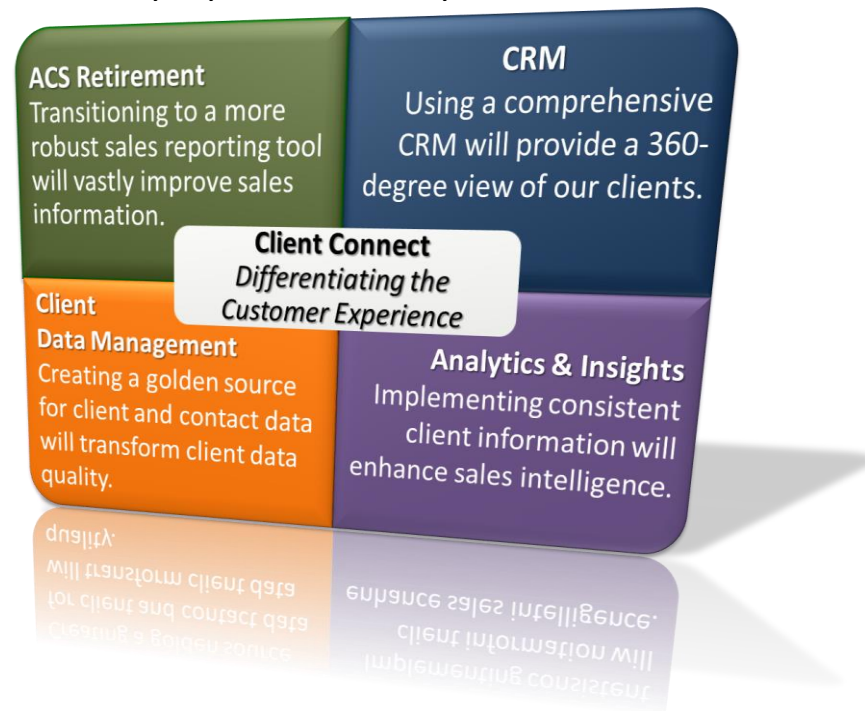 ACS Retirement
Transitioning to a more
robust sales reporting tool
will vastly improve sales
information.
CRM
Using a comprehensive
CRM will provide a 360-
degree view of our clients.
Client Connect
Differentiating the
Customer Experience
Client
Data Management
Creating a golden source
for client and contact data
will transform client data
quality.
Analytics & Insights
Implementing consistent
client information will
enhance sales intelligence.